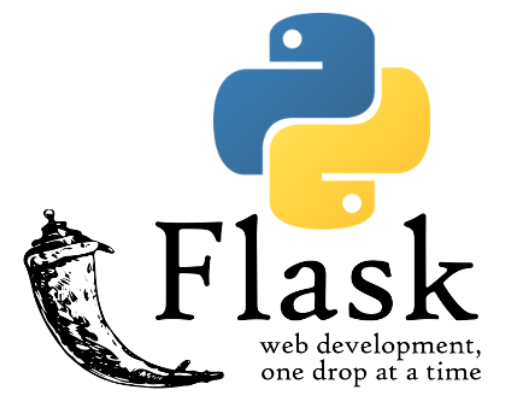 Flask
web development,
one drop at a time